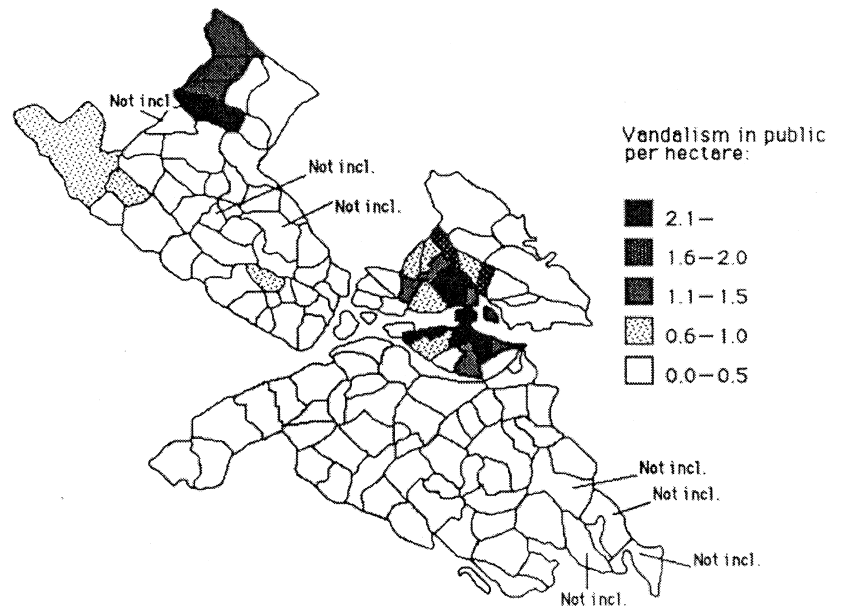 Not incl.
Not incl.
Not incl.
Vandalism in public
per hectare:
2.1—
1.6—2.0
1.1—1.5
0.6—1.0
0.0—0.5
Not incl.
Not incl.
Not incl.
Not incl.